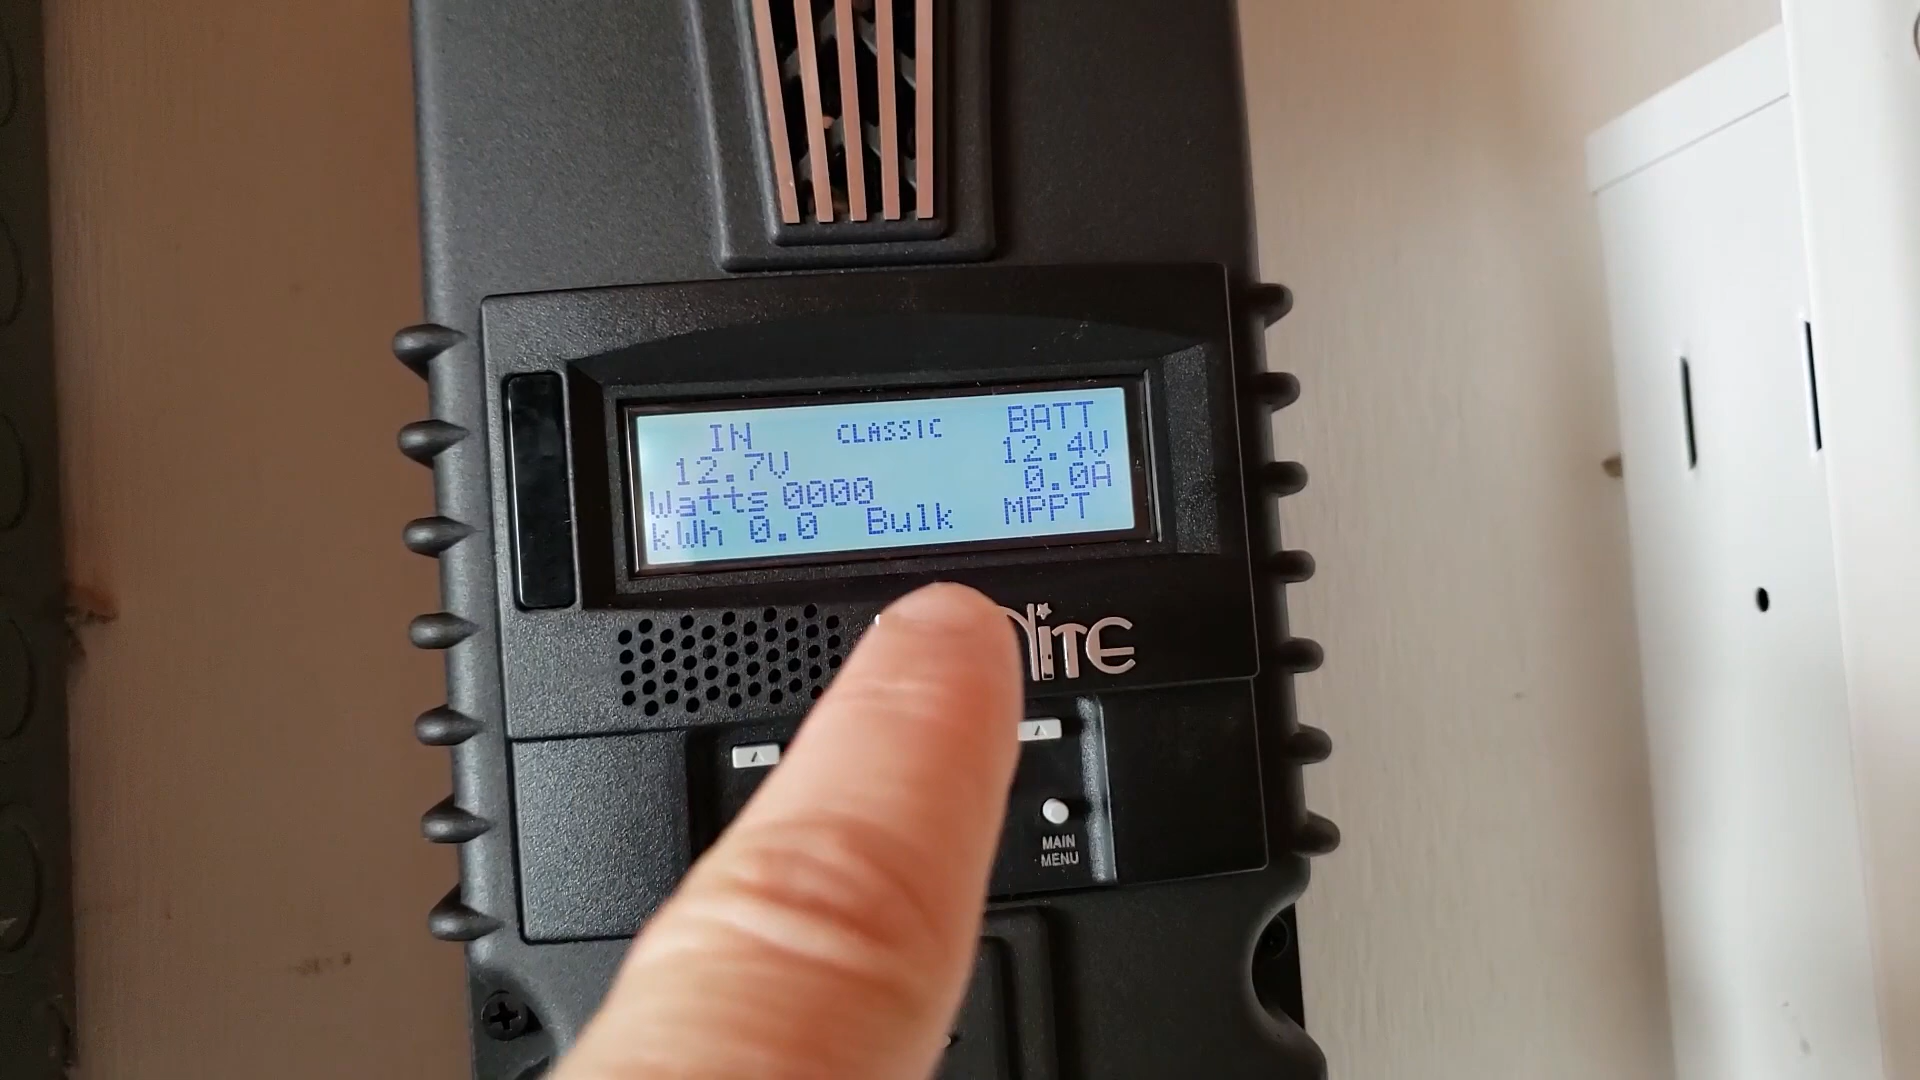 IN CLASSIC BATT
12.7V 12.4V
Watts 0000 0.0A
kWh 0.0 Bulk MPPT
MAIN
MENU